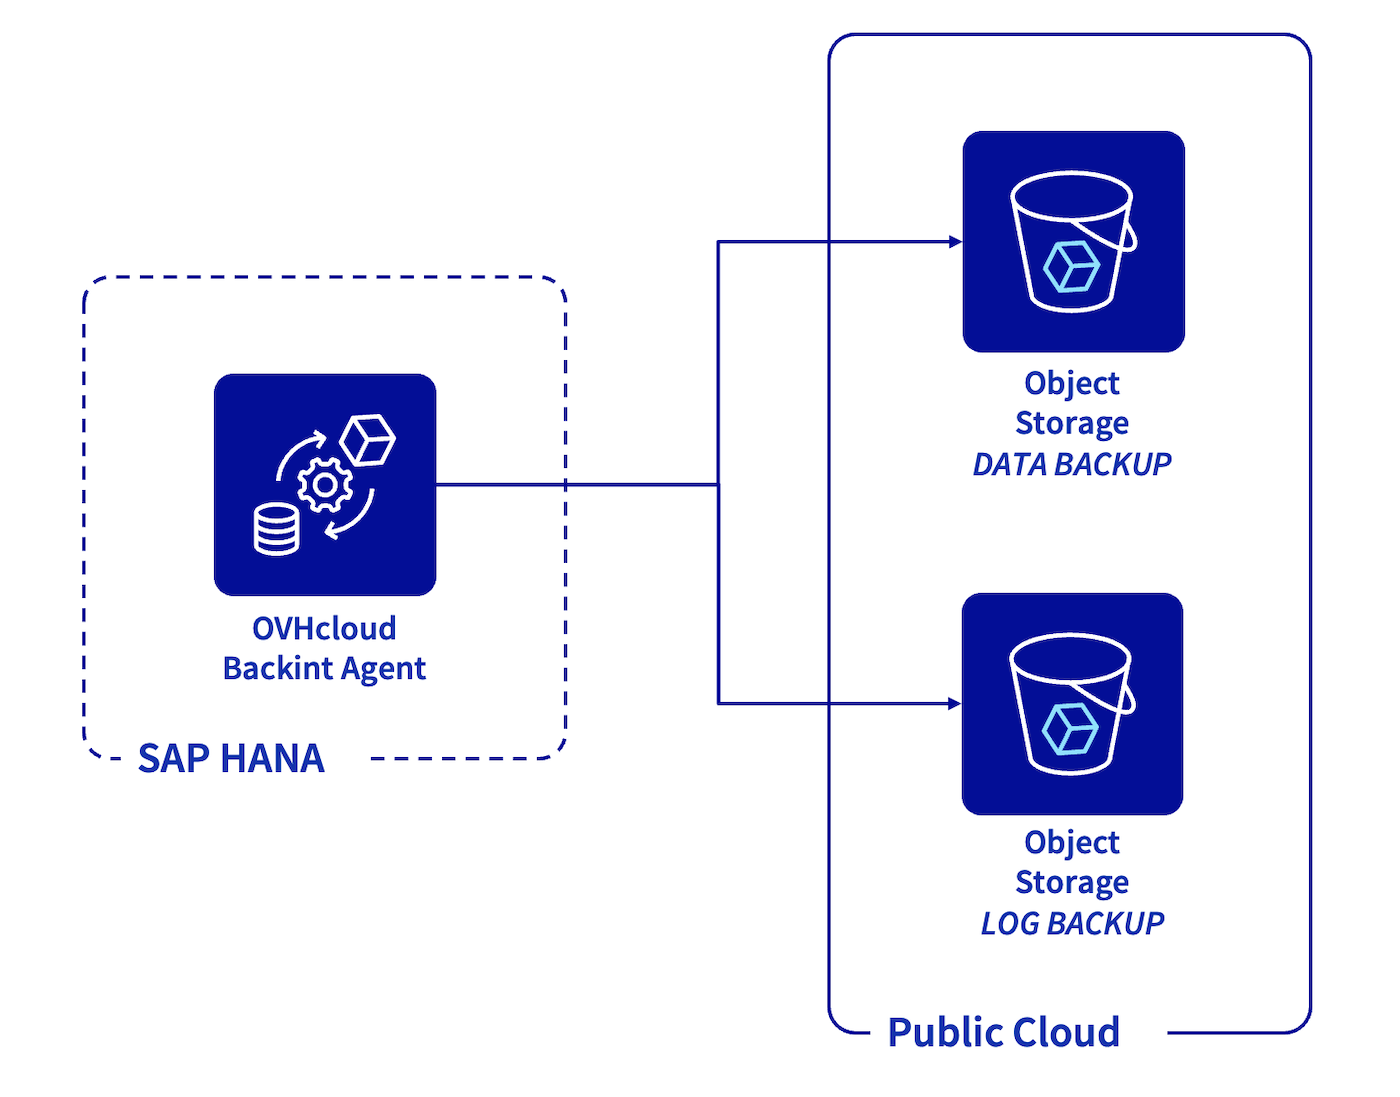 OVHcloud
Backint Agent
SAP HANA
Object
Storage
DATA BACKUP
Object
Storage
LOG BACKUP
Public Cloud